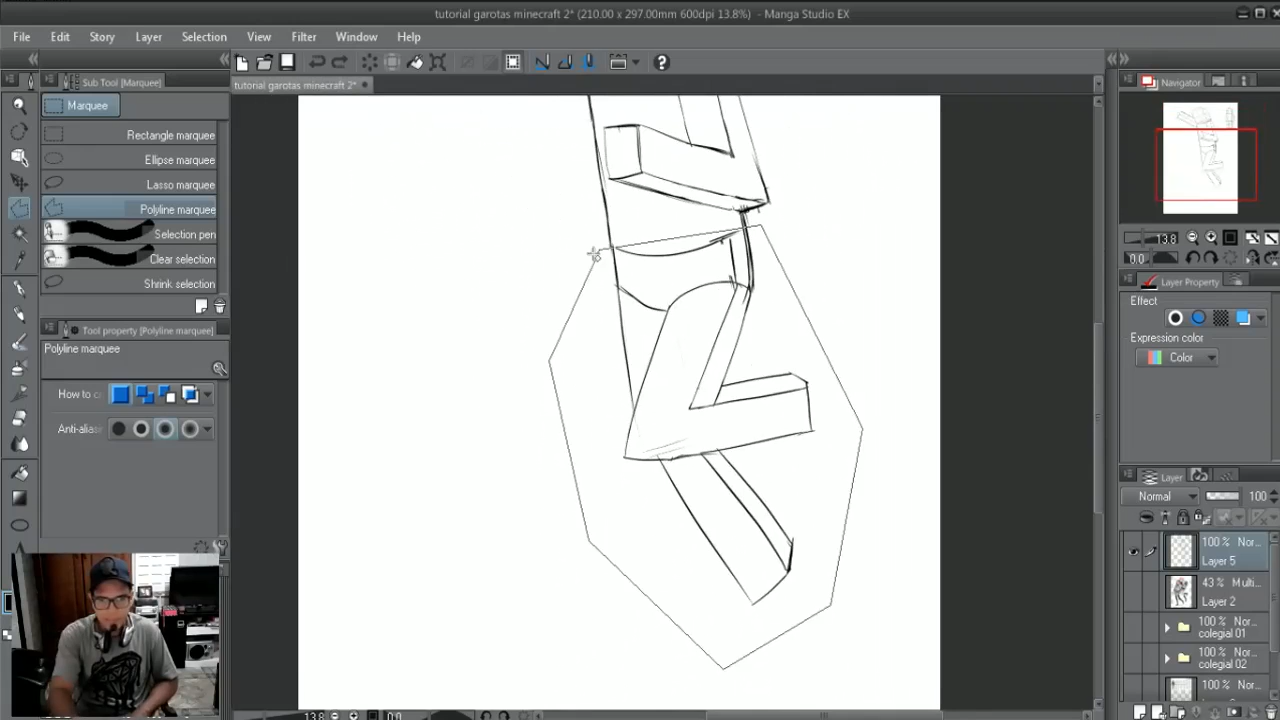 tutorial garotas minecraft 2* (210.00 x 297.00mm 600dpi 13.8%)  - Manga Studio EX
File Edit Story Layer Selection View Filter Window Help
Sub Tool [Marquee]
tutorial garotas minecraft 2*
Navigator
Marquee
Rectangle marquee
Ellipse marquee
Lasso marquee
Polyline marquee
Selection pen
Clear selection
Shrink selection
13.8
0.0
Layer Property
Effect
Expression color
Color
Tool property [Polyline marquee]
Polyline marquee
How to c
Anti-alias
Layer
Normal 100
100 % Nor...
Layer 5
43 % Multi...
Layer 2
100 % Nor...
colegial 01
100 % Nor...
colegial 02
100 % Nor...
13.8 0.0